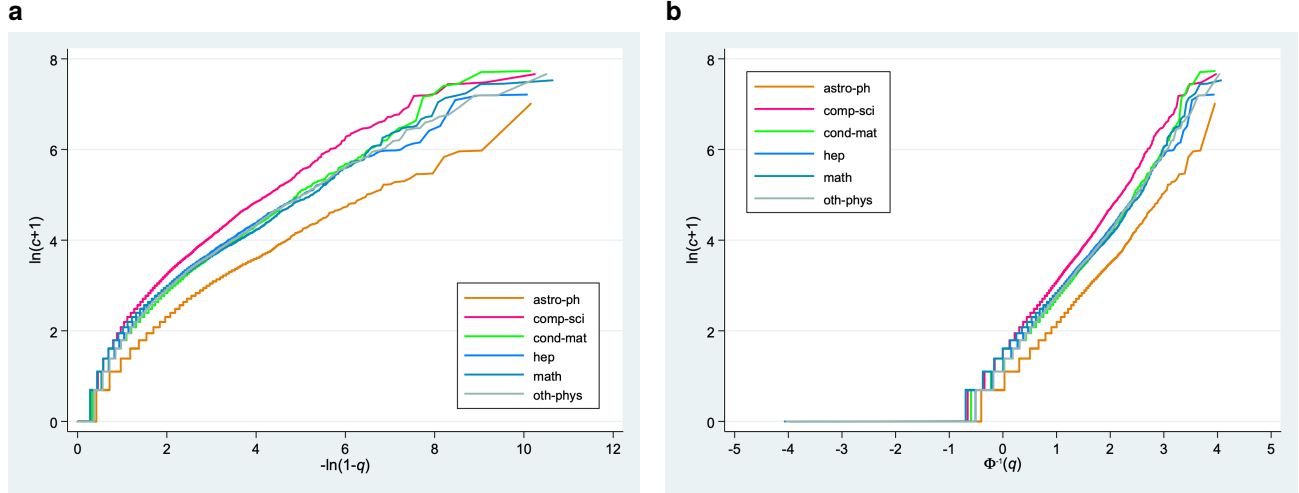 a
8
6
4
2
0
ln(c+1)
astro-ph
comp-sci
cond-mat
hep
math
oth-phys
0 2 4 6 8 10 12
-ln(1-q)
b
8
6
4
2
0
ln(c+1)
astro-ph
comp-sci
cond-mat
hep
math
oth-phys
-5 -4 -3 -2 -1 0 1 2 3 4 5
Φ⁻¹(q)